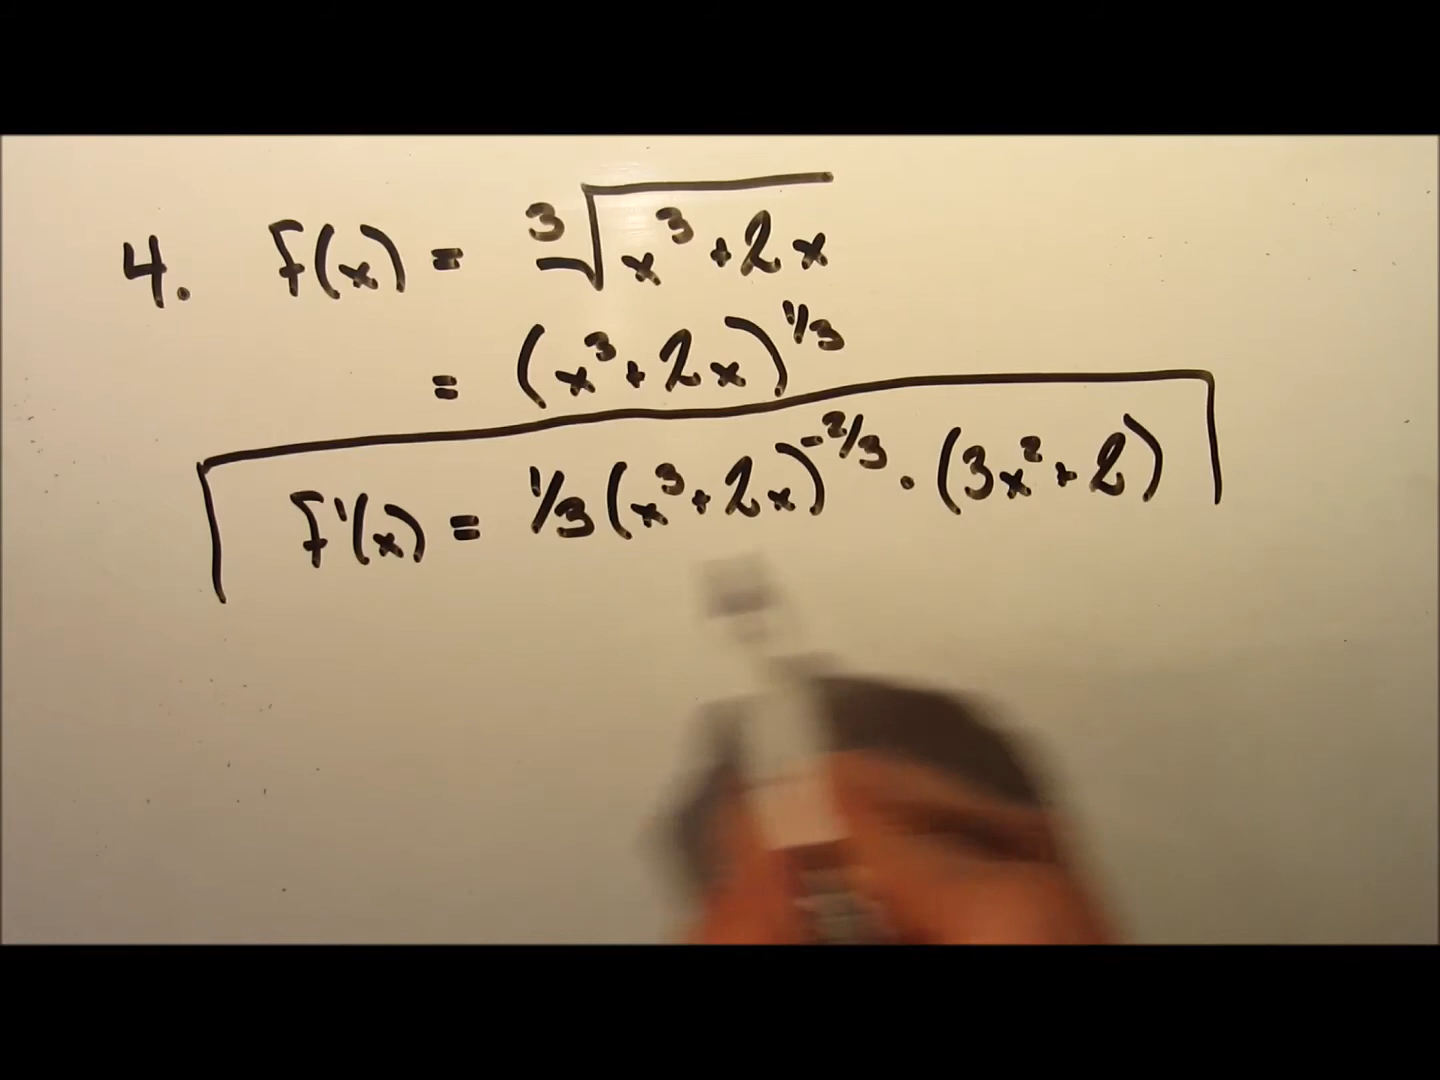 4. f(x) = ∛(x³+2x)
= (x³+2x)^1/3
f'(x) = 1/3(x³+2x)^-2/3 · (3x²+2)